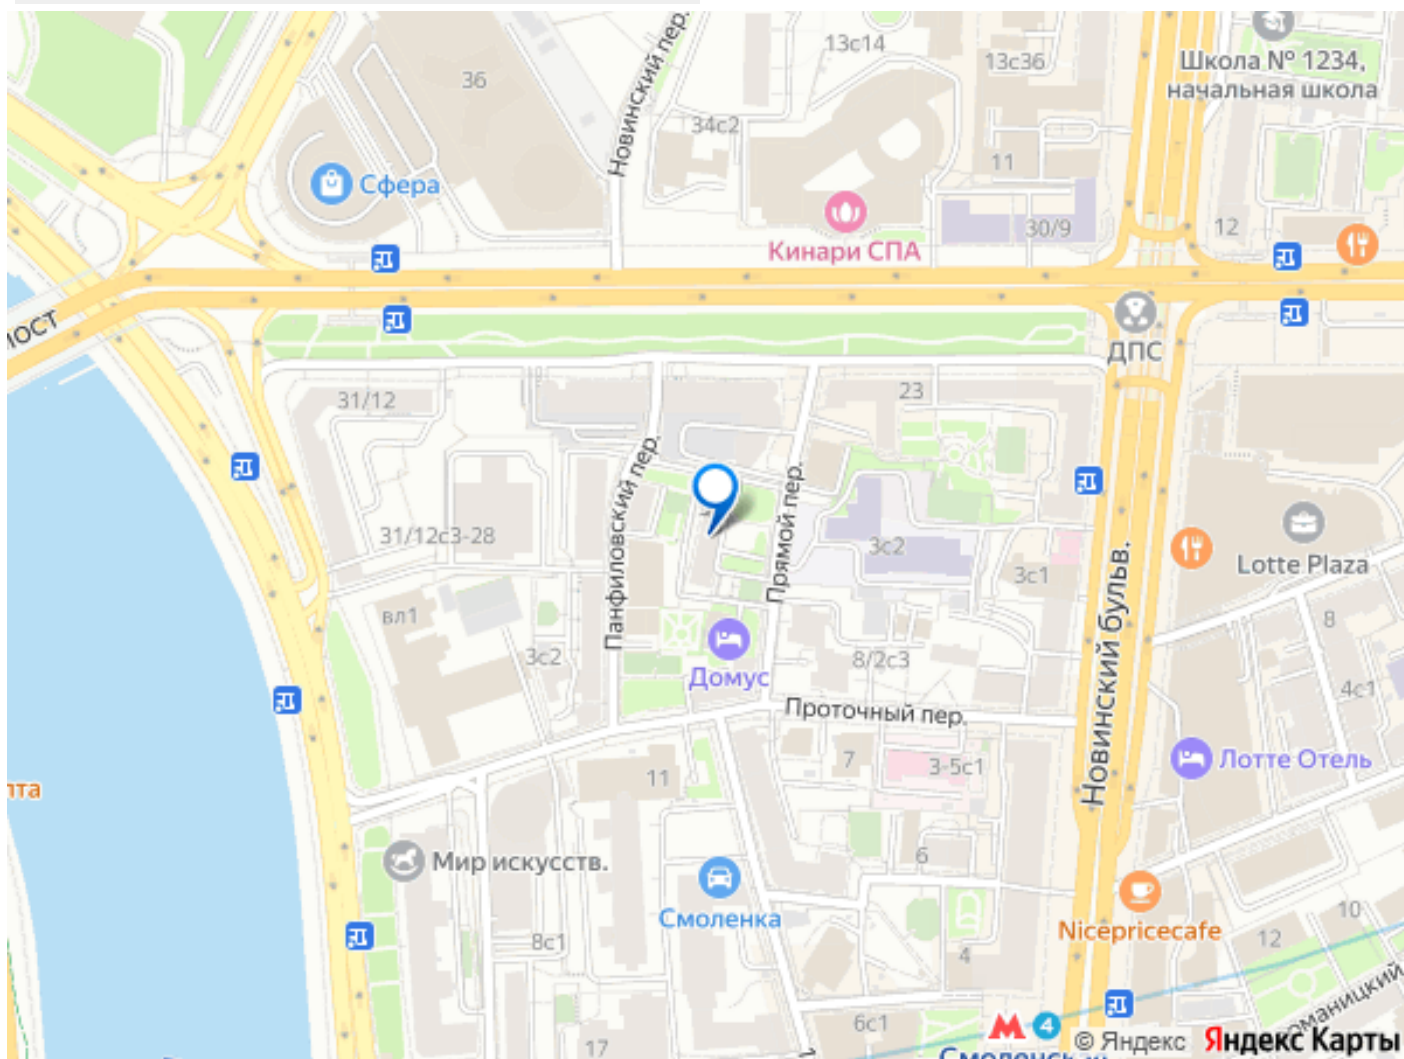 Новинский пер.
13с14
13с36
Школа № 1234,
начальная школа
36
34с2
11
Сфера
Кинари СПА
30/9
12
ДПС
31/12
23
Панфиловский пер.
Прямой пер.
31/12с3-28
3с2
3с1
Lotte Plaza
Новинский бульв.
вл1
3с2
8
Домус
8/2с3
4с1
Проточный пер.
7
3-5с1
Лотте Отель
11
Мир искусств.
6
Смоленка
Nicepricecafe
10
12
8с1
4
6с1
4
17
© Яндекс
Яндекс Карты